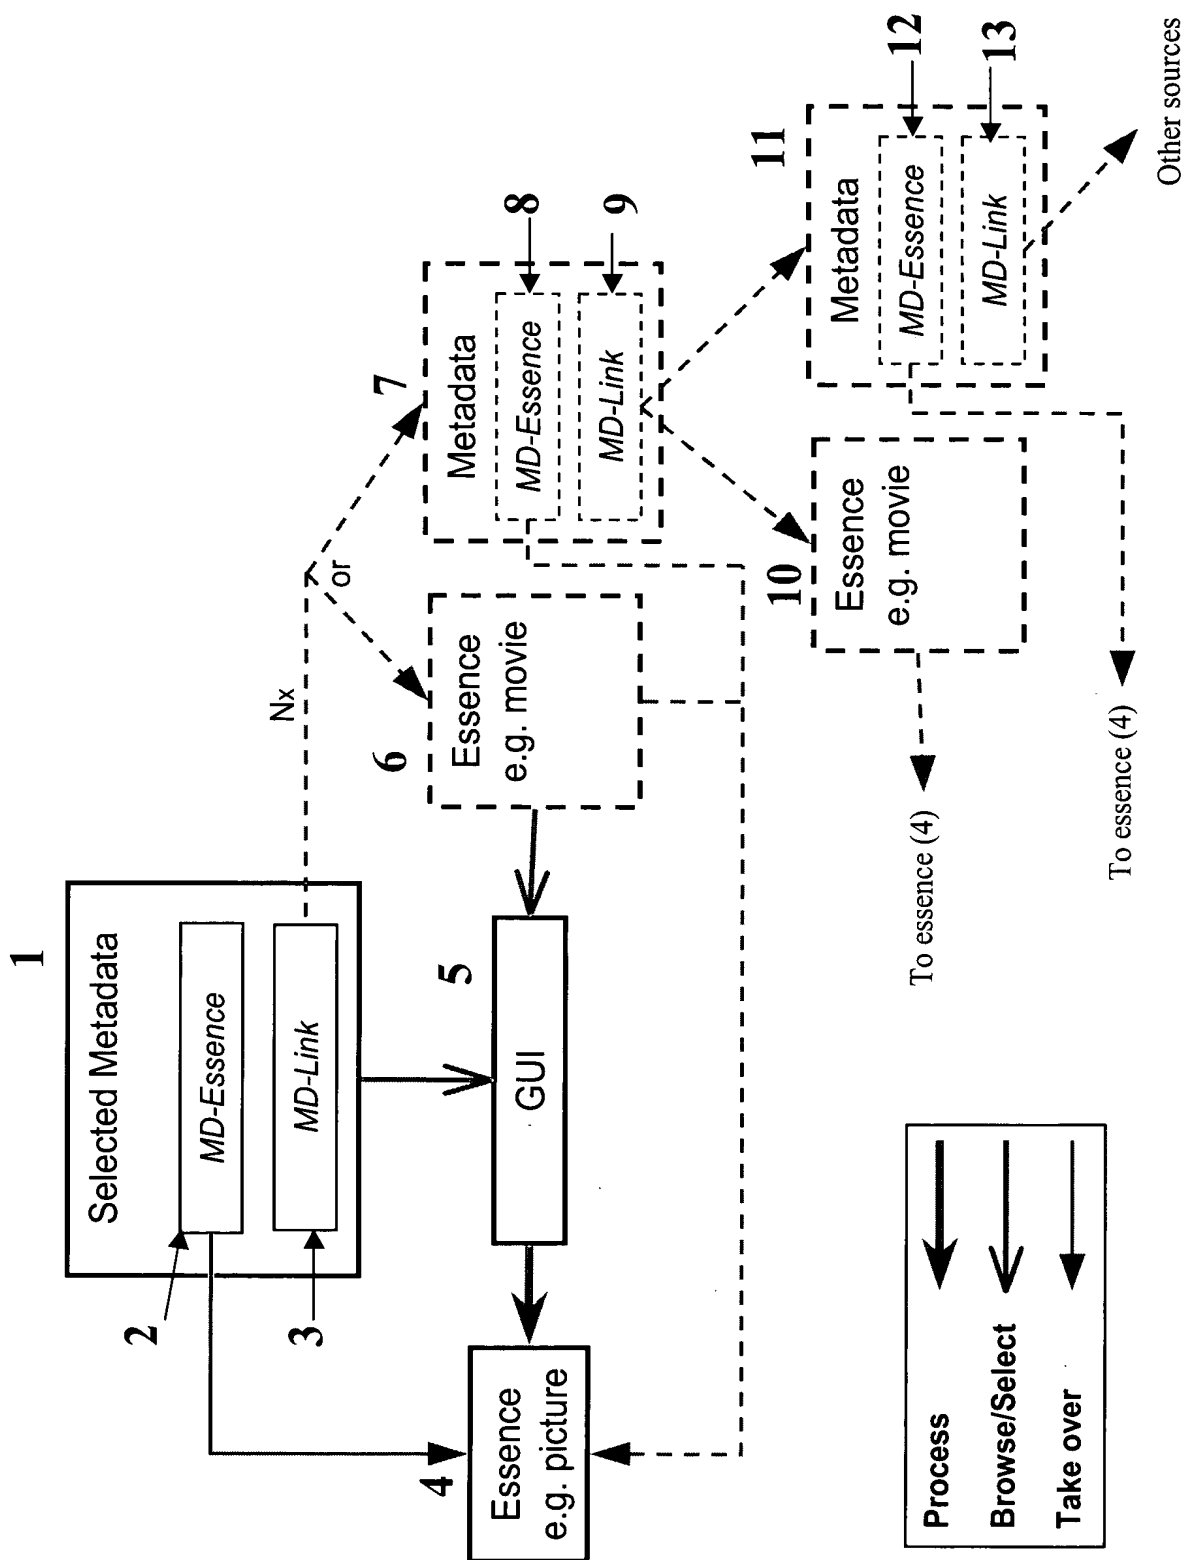 1
Selected Metadata
MD-Essence
MD-Link
2
3
Nx
or
4
Essence
e.g. picture
5
GUI
6
Essence
e.g. movie
7
Metadata
MD-Essence
MD-Link
8
9
10
Essence
e.g. movie
11
Metadata
MD-Essence
MD-Link
12
13
To essence (4)
To essence (4)
Other sources
Process
Browse/Select
Take over